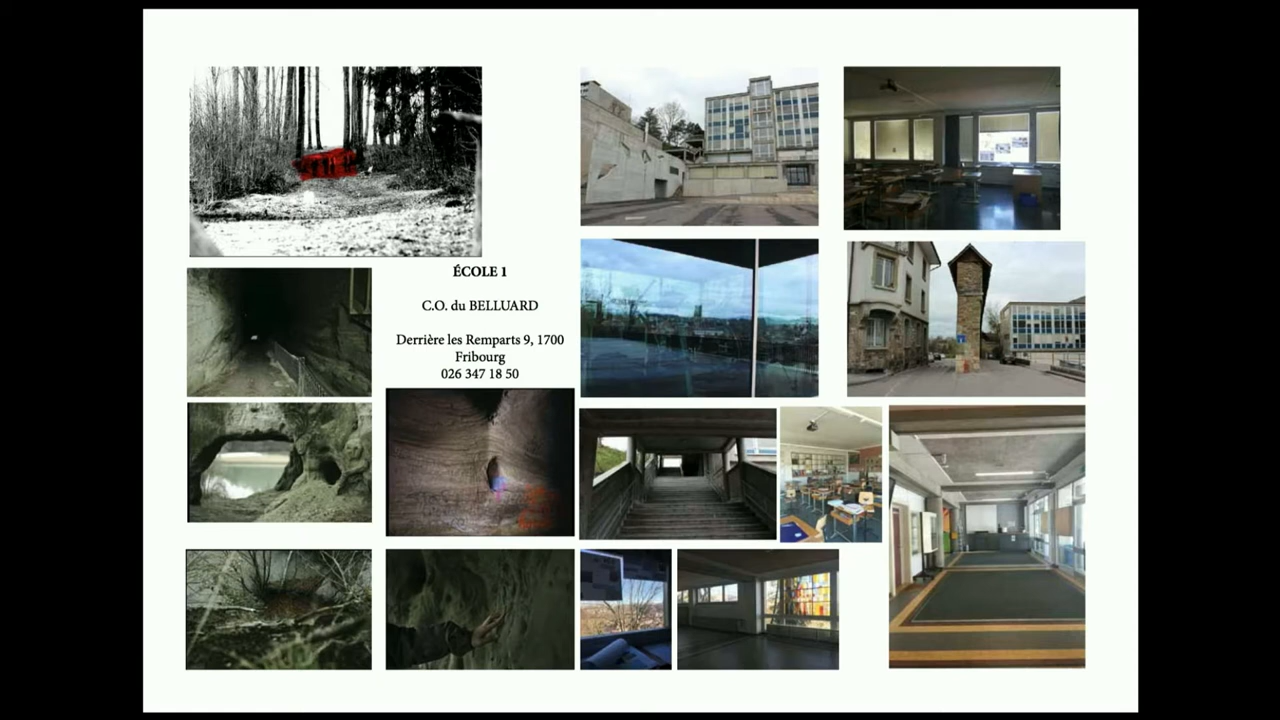 ÉCOLE 1
C.O. du BELLUARD
Derrière les Remparts 9, 1700
Fribourg
026 347 18 50